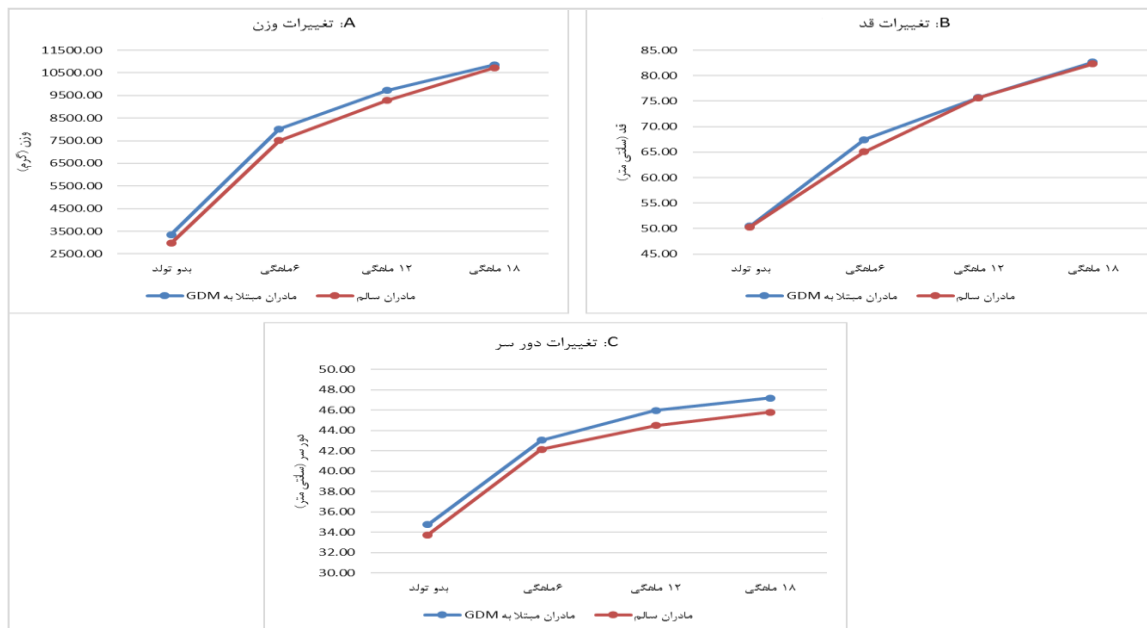 A: تغییرات وزن
وزن (گرم)
11500.00
10500.00
9500.00
8500.00
7500.00
6500.00
5500.00
4500.00
3500.00
2500.00
بدو تولد
۶ماهگی
۱۲ ماهگی
۱۸ ماهگی
مادران مبتلا به GDM
مادران سالم
B: تغییرات قد
قد (سانتی متر)
85.00
80.00
75.00
70.00
65.00
60.00
55.00
50.00
45.00
بدو تولد
۶ماهگی
۱۲ ماهگی
۱۸ ماهگی
مادران مبتلا به GDM
مادران سالم
C: تغییرات دور سر
دور سر (سانتی متر)
50.00
48.00
46.00
44.00
42.00
40.00
38.00
36.00
34.00
32.00
30.00
بدو تولد
۶ماهگی
۱۲ ماهگی
۱۸ ماهگی
مادران مبتلا به GDM
مادران سالم